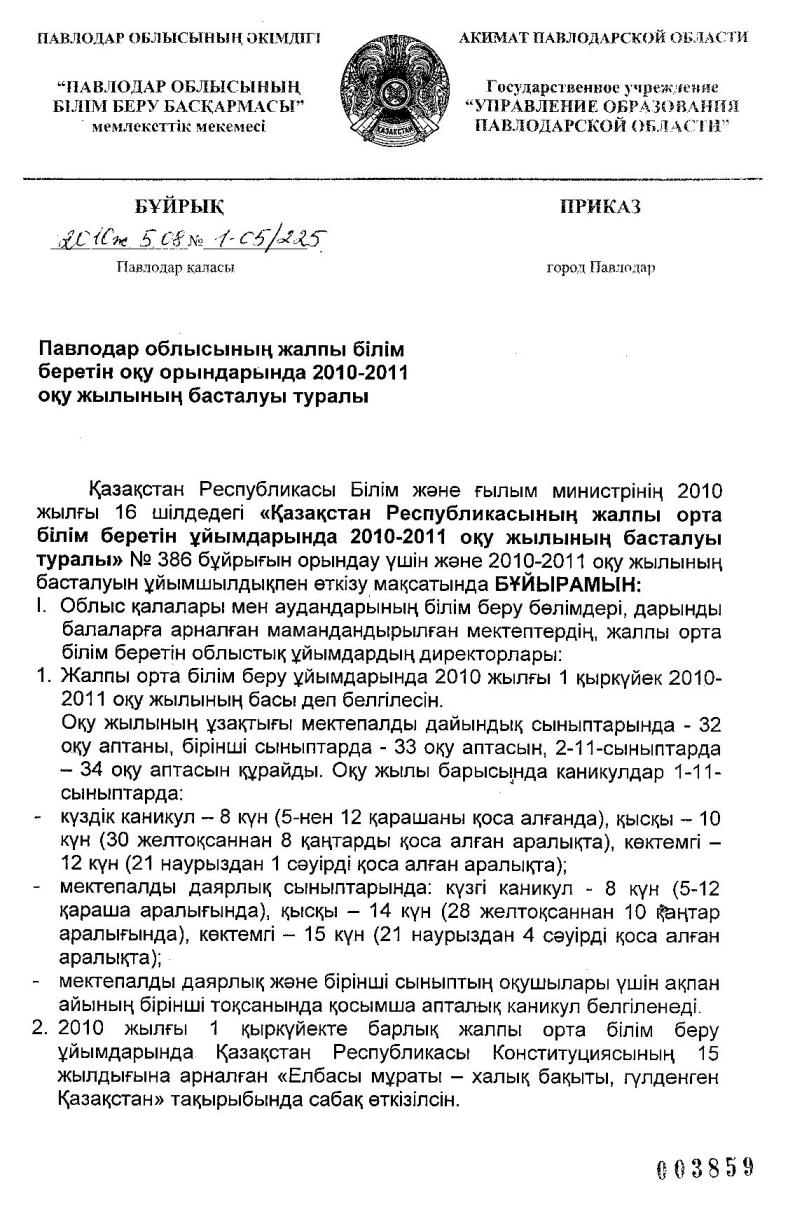 ПАВЛОДАР ОБЛЫСЫНЫҢ ӘКІМДІГІ
“ПАВЛОДАР ОБЛЫСЫНЫҢ
БІЛІМ БЕРУ БАСҚАРМАСЫ”
мемлекеттік мекемесі
ҚАЗАҚСТАН
АКИМАТ ПАВЛОДАРСКОЙ ОБЛАСТИ
Государственное учреждение
“УПРАВЛЕНИЕ ОБРАЗОВАНИЯ
ПАВЛОДАРСКОЙ ОБЛАСТИ”
БҰЙРЫҚ
2010ж 5.08 № 1-05/225
Павлодар қаласы
ПРИКАЗ
город Павлодар
Павлодар облысының жалпы білім
беретін оқу орындарында 2010-2011
оқу жылының басталуы туралы
Қазақстан Республикасы Білім және ғылым министрінің 2010
жылғы 16 шілдедегі «Қазақстан Республикасының жалпы орта
білім беретін ұйымдарында 2010-2011 оқу жылының басталуы
туралы» № 386 бұйрығын орындау үшін және 2010-2011 оқу жылының
басталуын ұйымшылдықпен өткізу мақсатында БҰЙЫРАМЫН:
I. Облыс қалалары мен аудандарының білім беру бөлімдері, дарынды
балаларға арналған мамандандырылған мектептердің, жалпы орта
білім беретін облыстық ұйымдардың директорлары:
1. Жалпы орта білім беру ұйымдарында 2010 жылғы 1 қыркүйек 2010-
2011 оқу жылының басы деп белгілесін.
Оқу жылының ұзақтығы мектепалды дайындық сыныптарында - 32
оқу аптаны, бірінші сыныптарда - 33 оқу аптасын, 2-11-сыныптарда
– 34 оқу аптасын құрайды. Оқу жылы барысында каникулдар 1-11-
сыныптарда:
- күздік каникул – 8 күн (5-нен 12 қарашаны қоса алғанда), қысқы – 10
күн (30 желтоқсаннан 8 қаңтарды қоса алған аралықта), көктемгі –
12 күн (21 наурыздан 1 сәуірді қоса алған аралықта);
- мектепалды даярлық сыныптарында: күзгі каникул - 8 күн (5-12
қараша аралығында), қысқы – 14 күн (28 желтоқсаннан 10 қаңтар
аралығында), көктемгі – 15 күн (21 наурыздан 4 сәуірді қоса алған
аралықта);
- мектепалды даярлық және бірінші сыныптың оқушылары үшін ақпан
айының бірінші тоқсанында қосымша апталық каникул белгіленеді.
2. 2010 жылғы 1 қыркүйекте барлық жалпы орта білім беру
ұйымдарында Қазақстан Республикасы Конституциясының 15
жылдығына арналған «Елбасы мұраты – халық бақыты, гүлденген
Қазақстан» тақырыбында сабақ өткізілсін.
003859